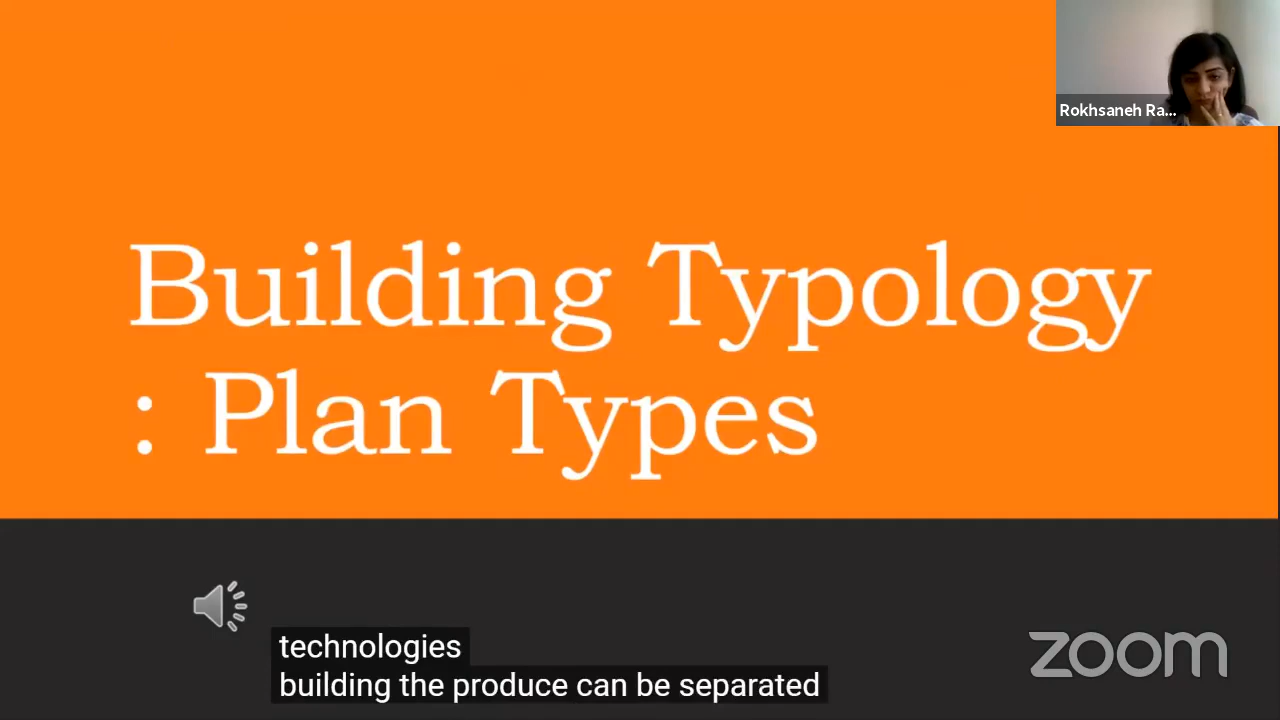 Rokhsaneh Ra...
Building Typology
: Plan Types
technologies
building the produce can be separated
zoom